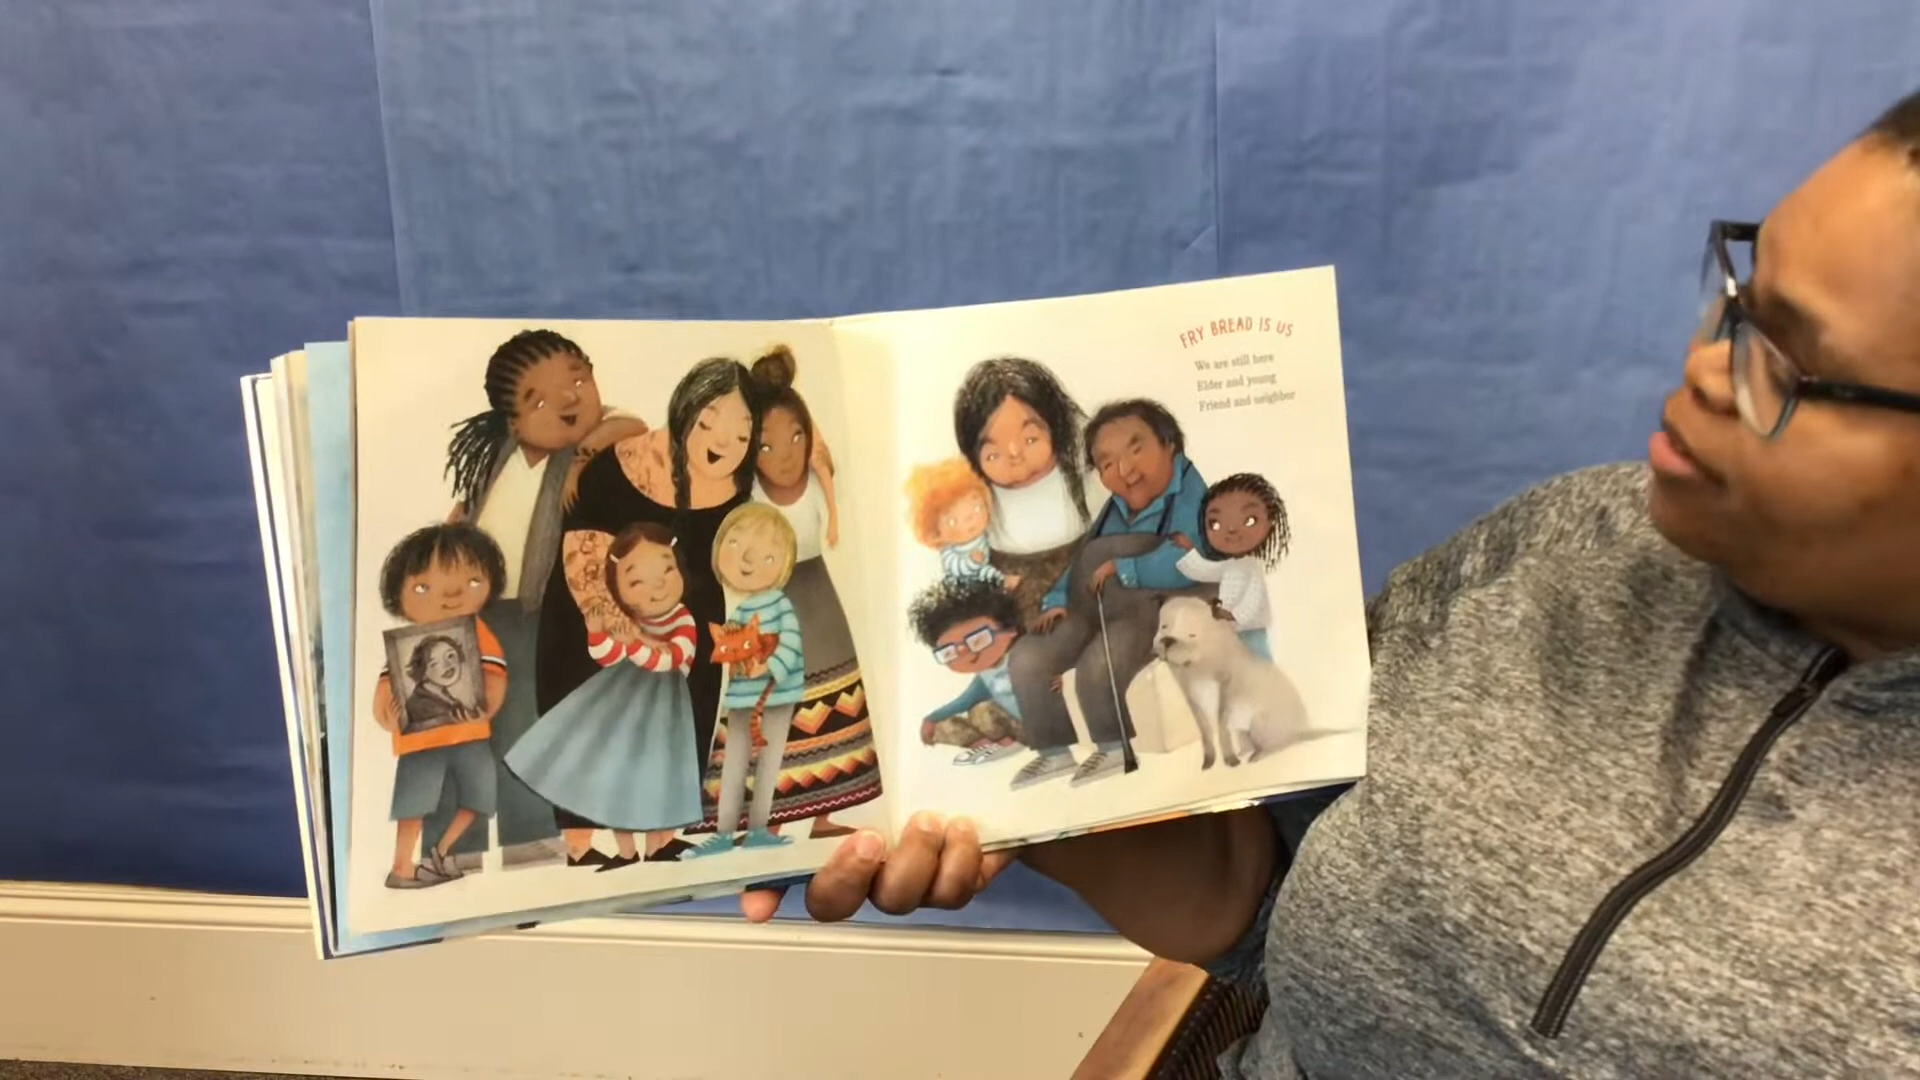 FRY BREAD IS US
We are still here
Elder and young
Friend and neighbor